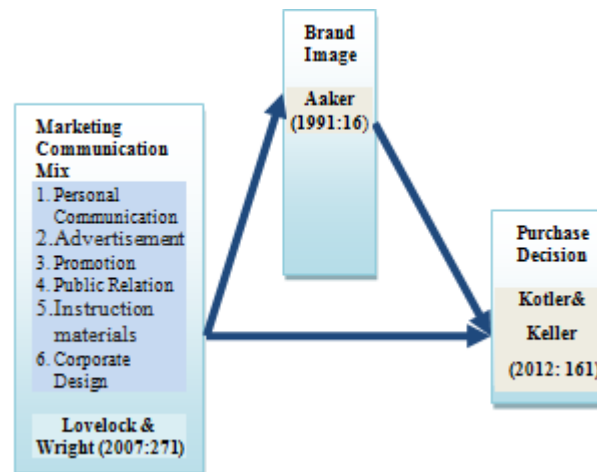 Brand
Image
Aaker
(1991:16)
Marketing
Communication
Mix
1. Personal
Communication
2.Advertisement
3. Promotion
4. Public Relation
5.Instruction
materials
6. Corporate
Design
Lovelock &
Wright (2007:271)
Purchase
Decision
Kotler&
Keller
(2012: 161)